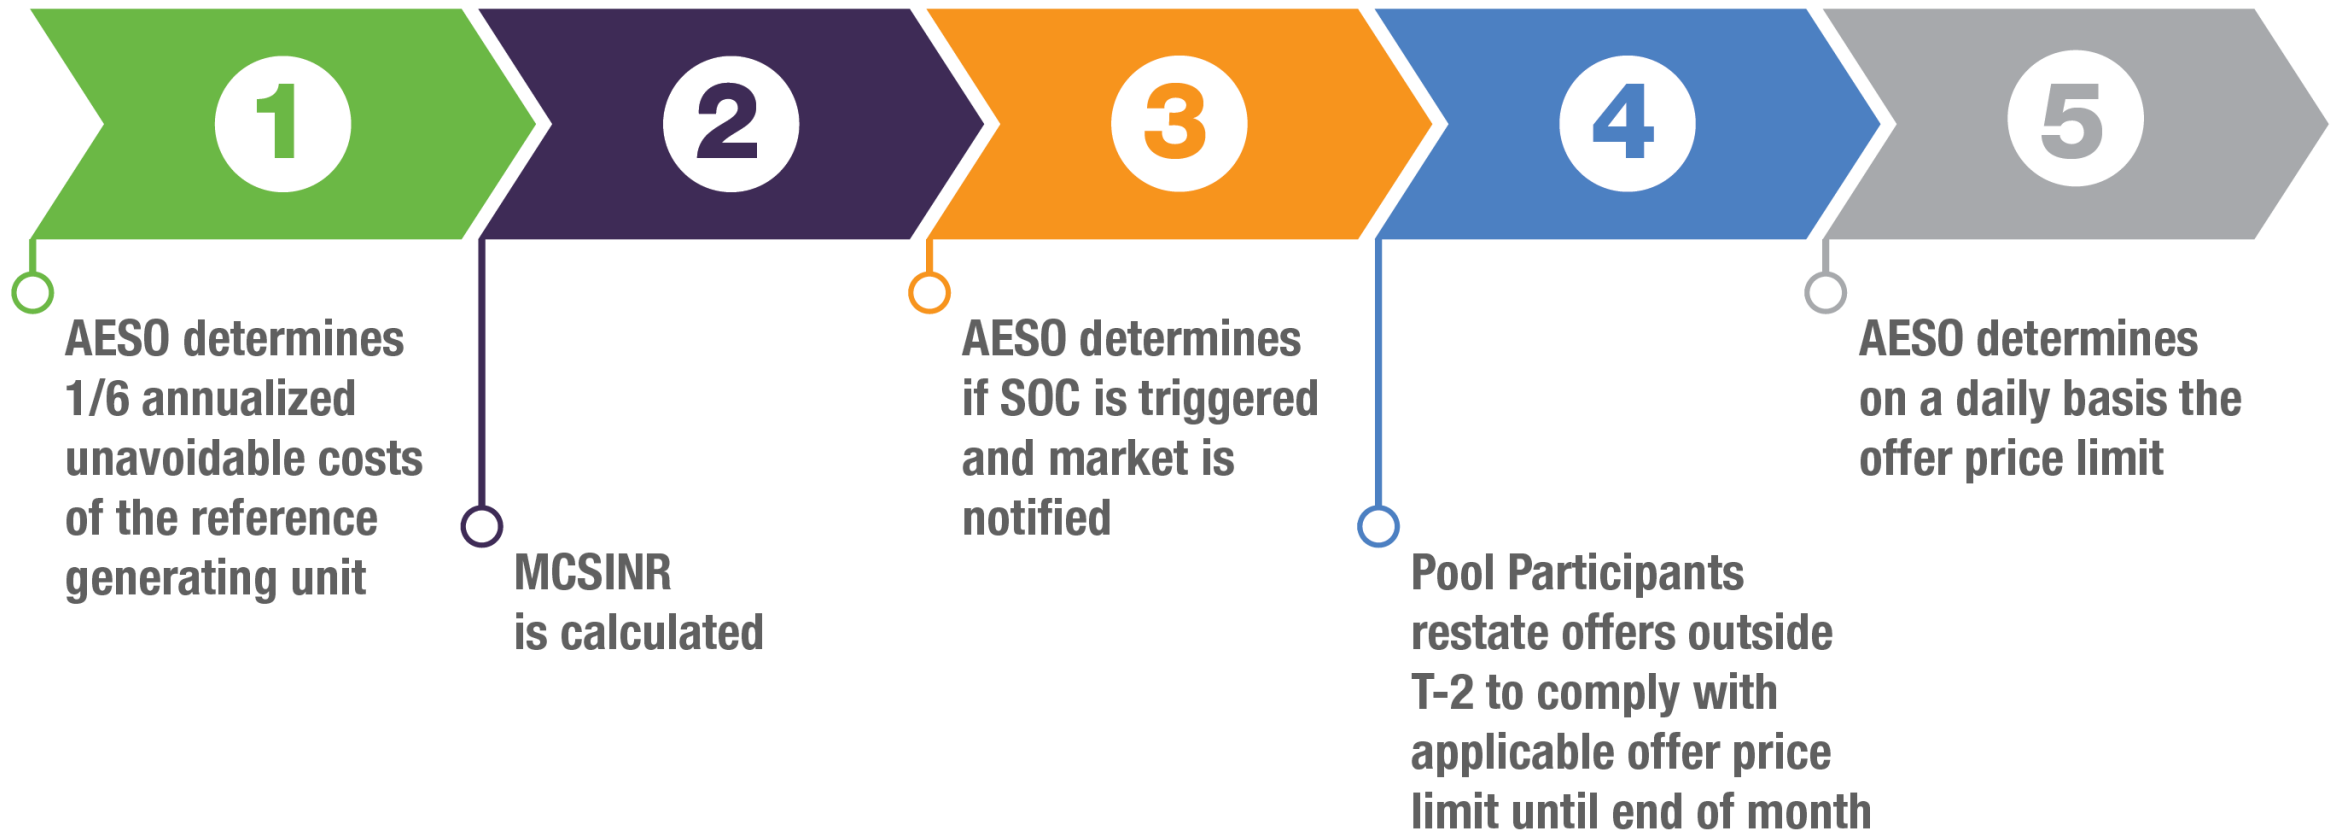 1
2
3
4
5
AESO determines
1/6 annualized
unavoidable costs
of the reference
generating unit
MCSINR
is calculated
AESO determines
if SOC is triggered
and market is
notified
Pool Participants
restate offers outside
T-2 to comply with
applicable offer price
limit until end of month
AESO determines
on a daily basis the
offer price limit